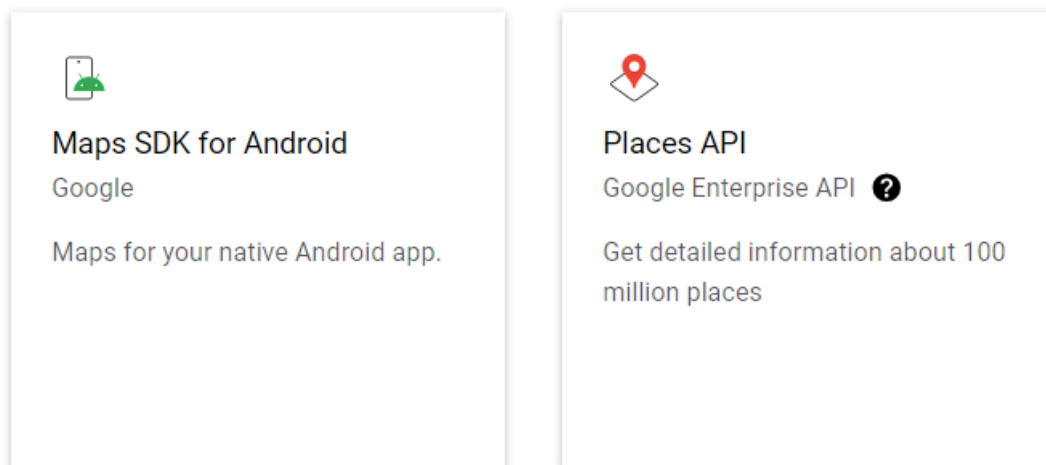 Maps SDK for Android
Google
Maps for your native Android app.
Places API
Google Enterprise API ?
Get detailed information about 100
million places